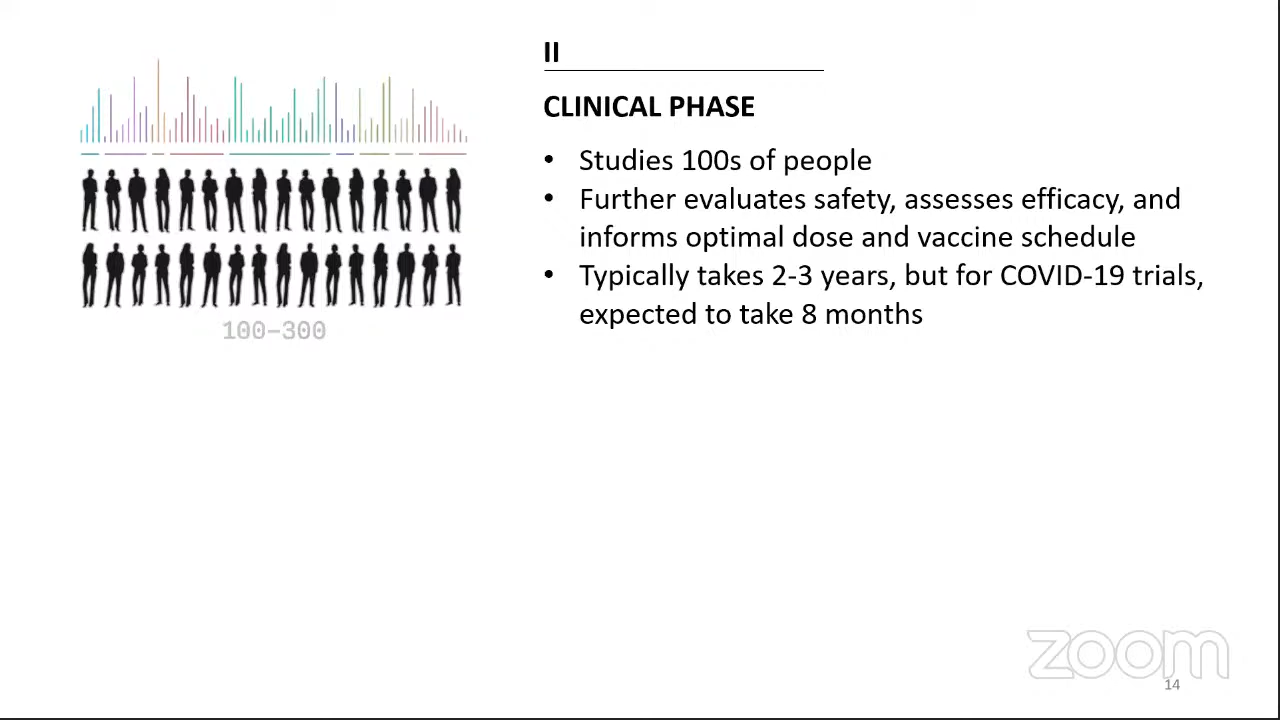 II
CLINICAL PHASE
• Studies 100s of people
• Further evaluates safety, assesses efficacy, and
informs optimal dose and vaccine schedule
• Typically takes 2-3 years, but for COVID-19 trials,
expected to take 8 months
100–300
zoom
14